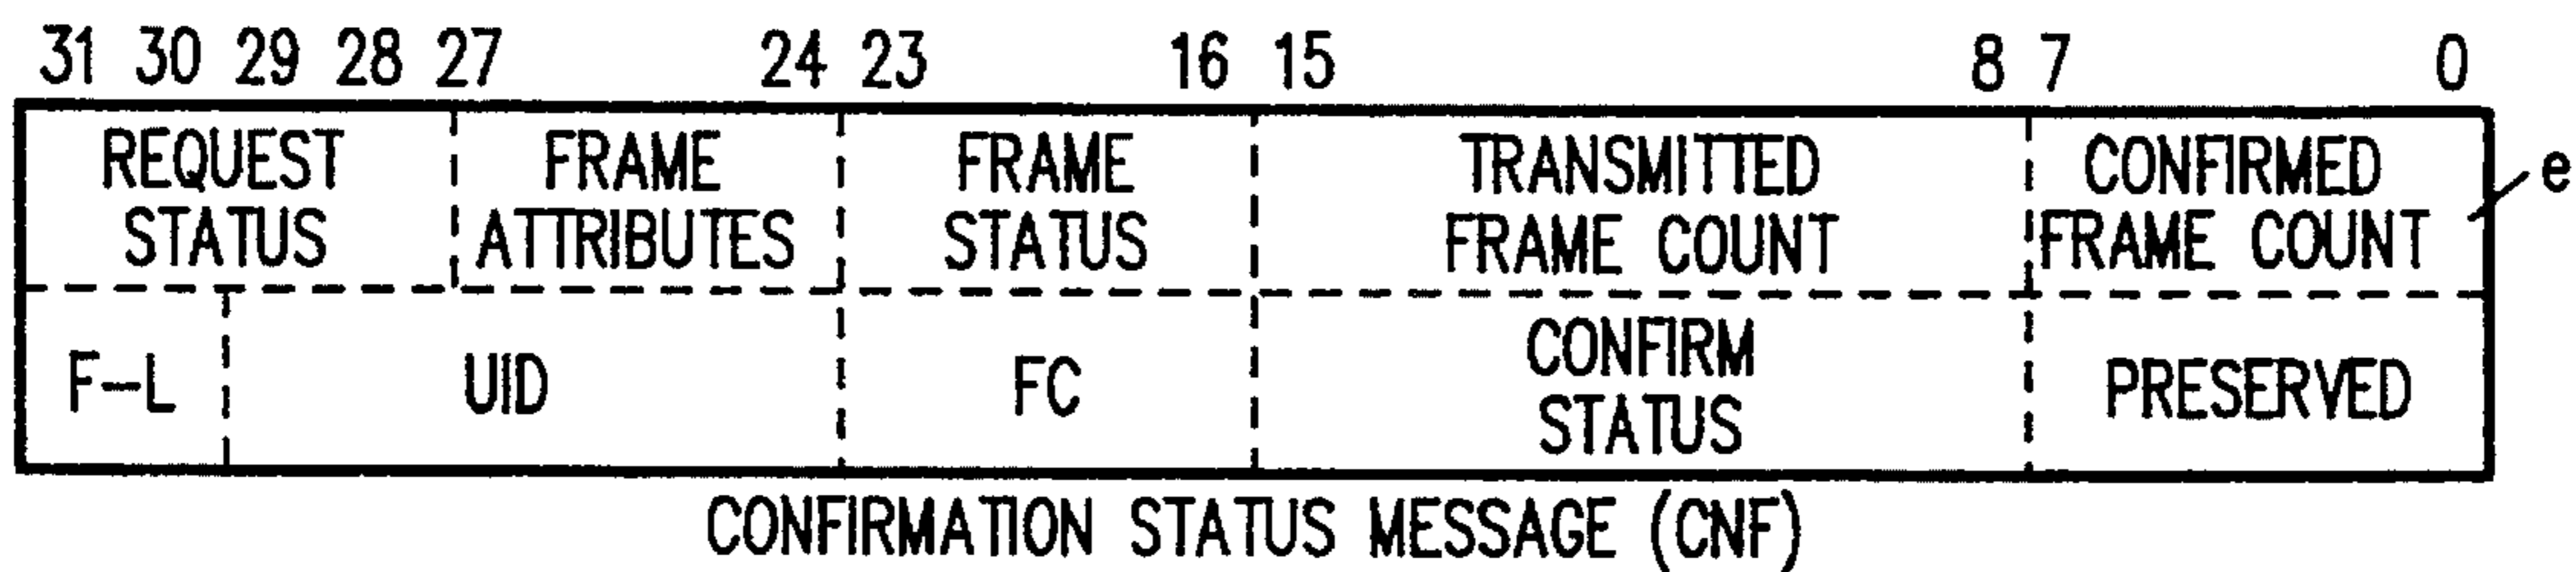 31 30 29 28 27 24 23 16 15 8 7 0
REQUEST STATUS
FRAME ATTRIBUTES
FRAME STATUS
TRANSMITTED FRAME COUNT
CONFIRMED FRAME COUNT
e
F-L
UID
FC
CONFIRM STATUS
PRESERVED
CONFIRMATION STATUS MESSAGE (CNF)